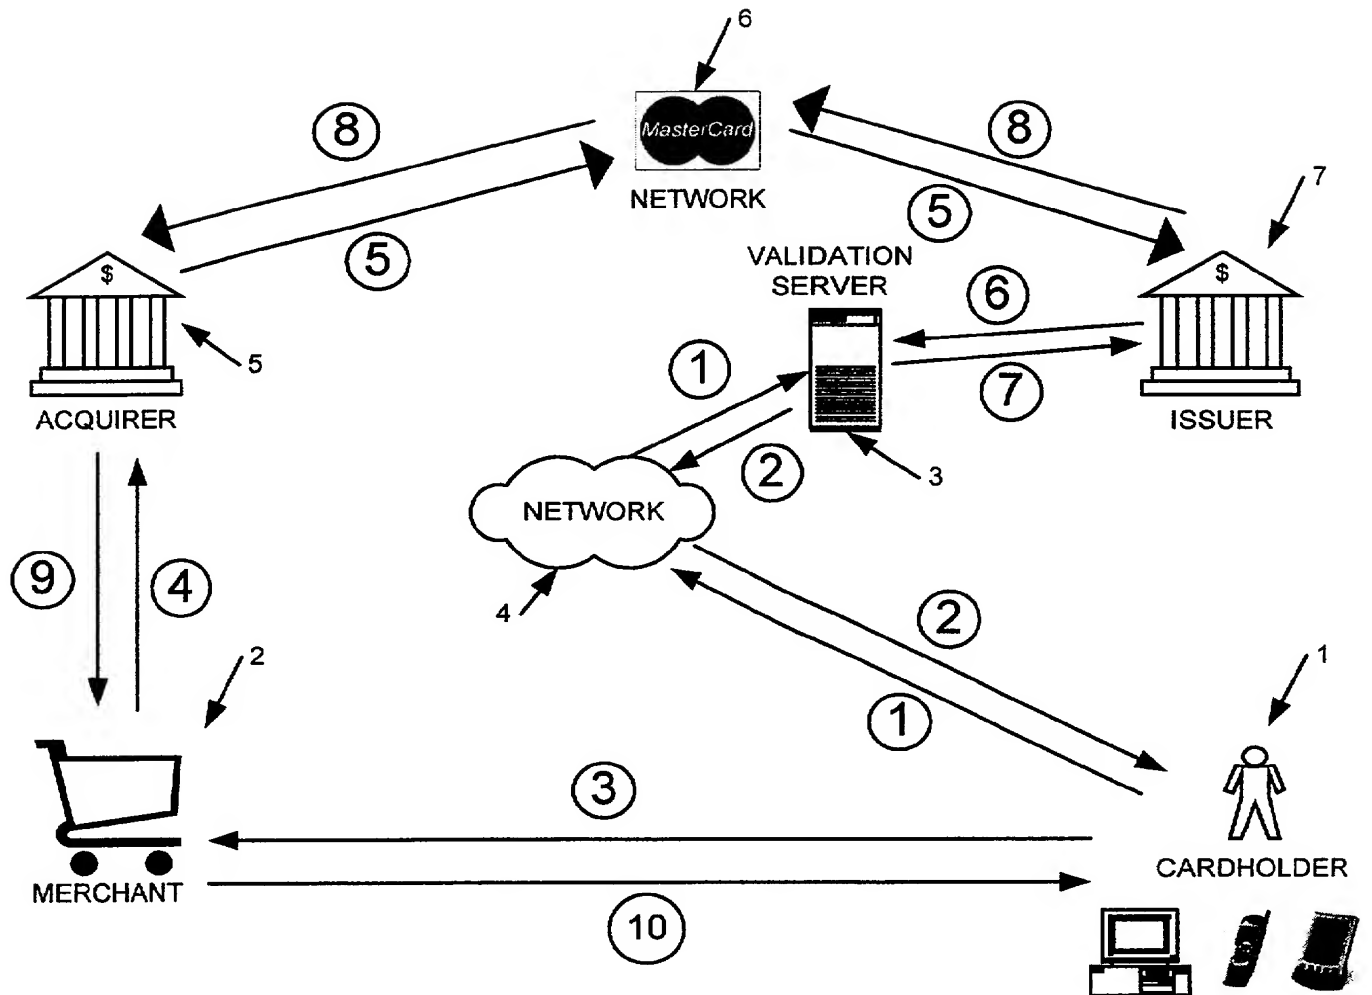 6
MasterCard
NETWORK
8
8
5
5
7
VALIDATION
SERVER
$
ACQUIRER
5
6
7
$
ISSUER
1
2
3
NETWORK
4
9
4
2
1
2
1
3
MERCHANT
10
CARDHOLDER